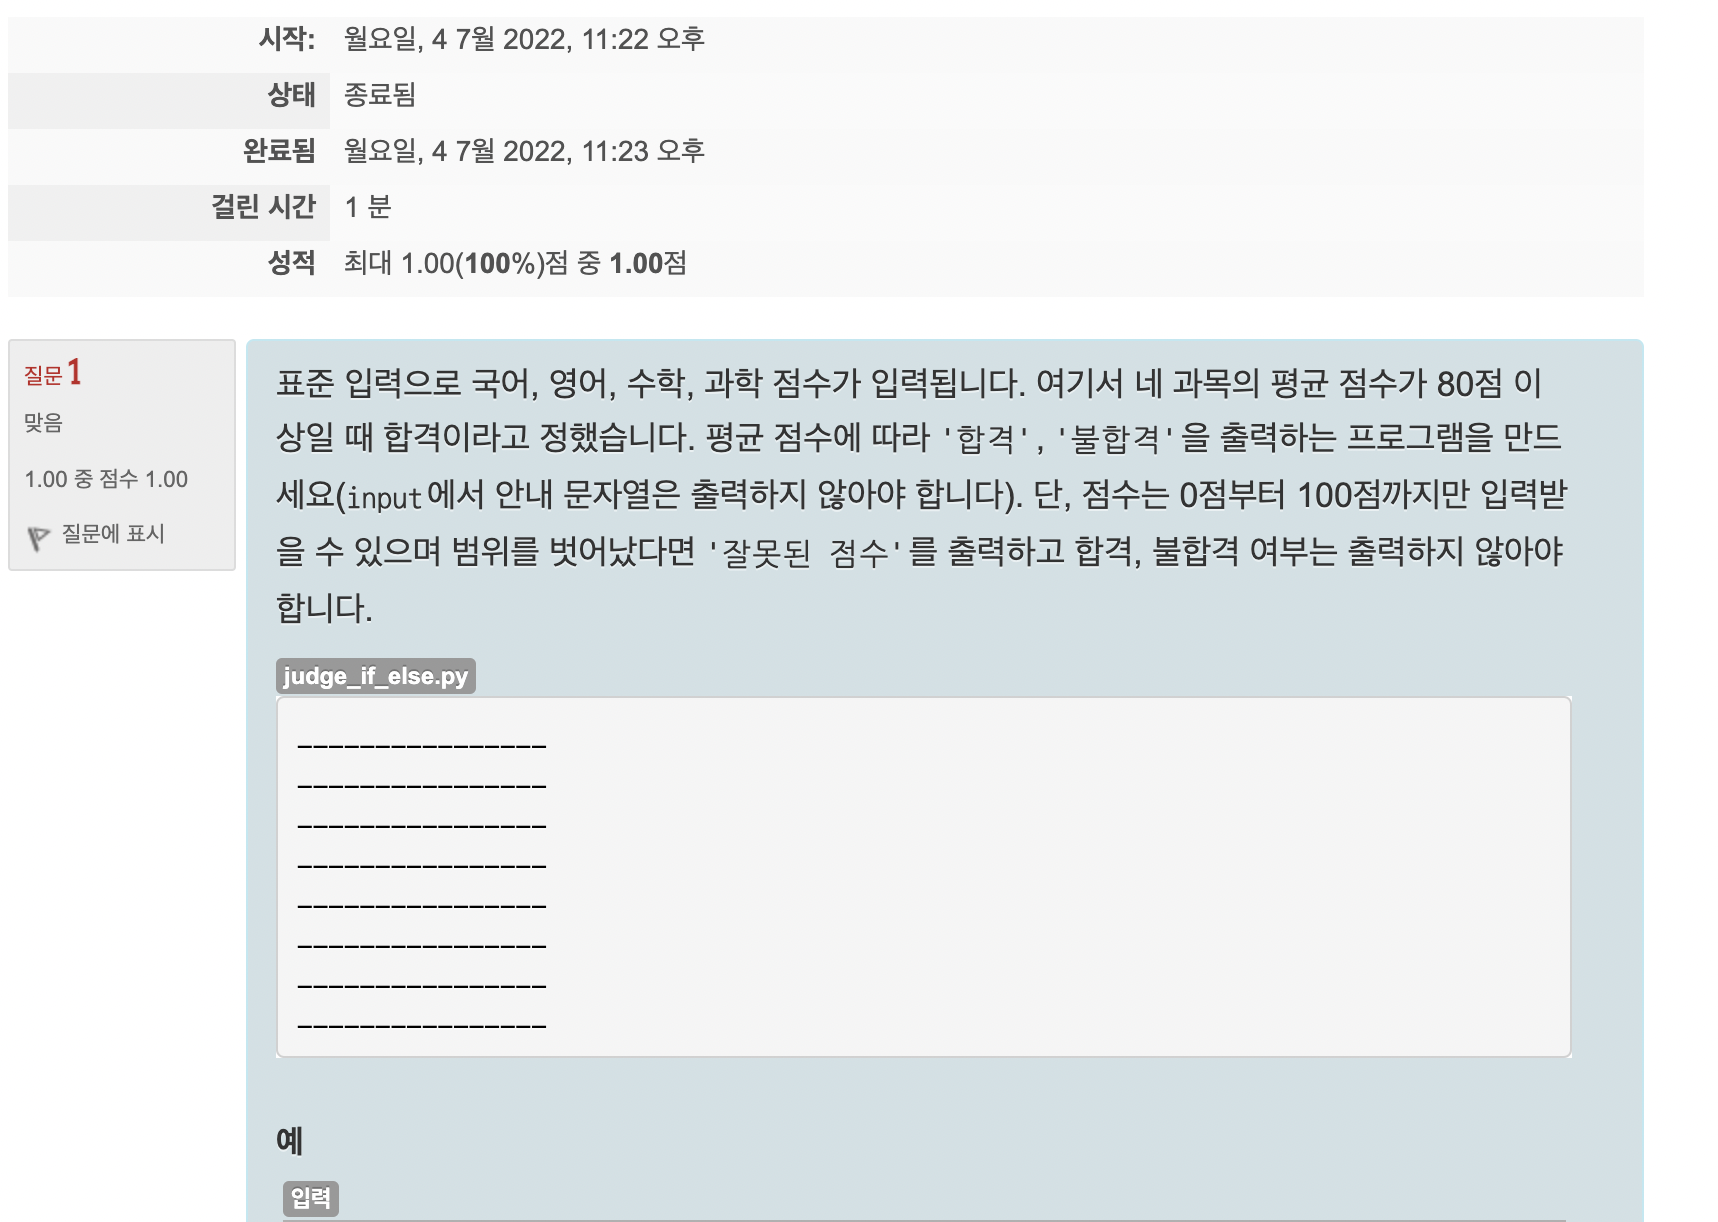 시작: 월요일, 4 7월 2022, 11:22 오후
상태 종료됨
완료됨 월요일, 4 7월 2022, 11:23 오후
걸린 시간 1 분
성적 최대 1.00(100%)점 중 1.00점
질문 1
맞음
1.00 중 점수 1.00
질문에 표시
표준 입력으로 국어, 영어, 수학, 과학 점수가 입력됩니다. 여기서 네 과목의 평균 점수가 80점 이
상일 때 합격이라고 정했습니다. 평균 점수에 따라 '합격', '불합격'을 출력하는 프로그램을 만드
세요(input에서 안내 문자열은 출력하지 않아야 합니다). 단, 점수는 0점부터 100점까지만 입력받
을 수 있으며 범위를 벗어났다면 '잘못된 점수'를 출력하고 합격, 불합격 여부는 출력하지 않아야
합니다.
judge_if_else.py
________________
________________
________________
________________
________________
________________
________________
________________
예
입력